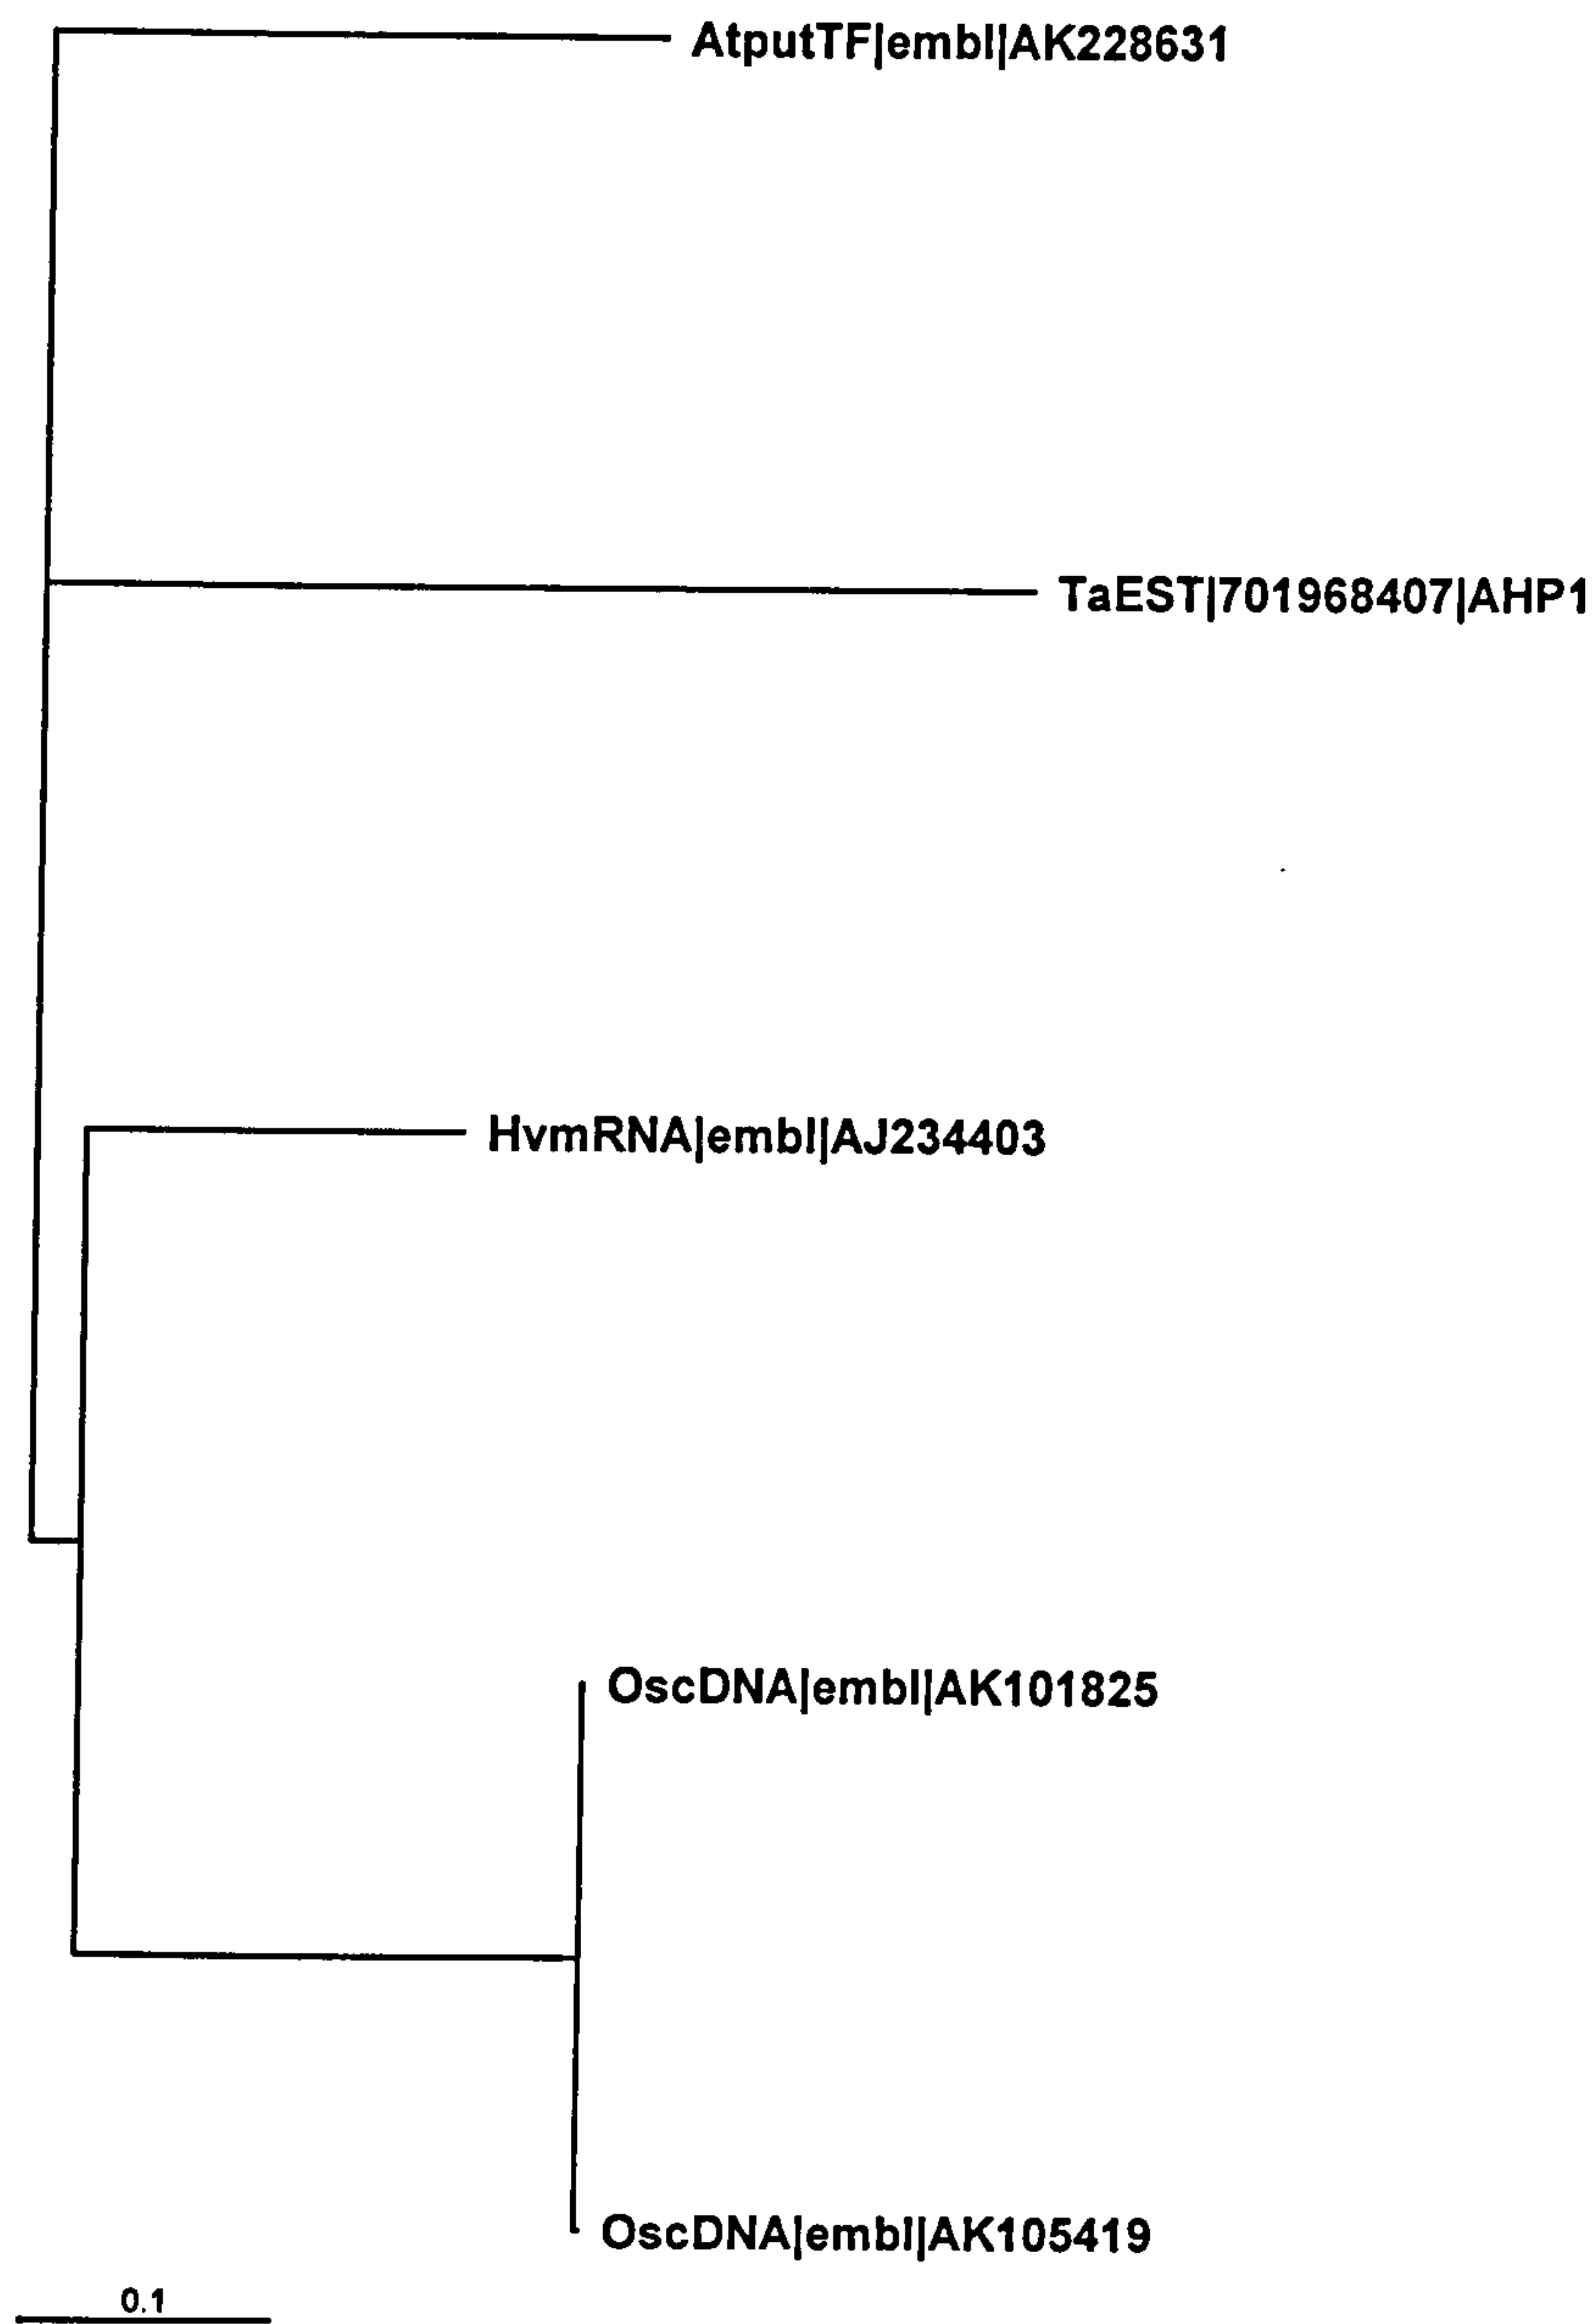 AtputTF|embl|AK228631
TaEST|701968407|AHP1
HvmRNA|embl|AJ234403
OscDNA|embl|AK101825
OscDNA|embl|AK105419
0.1